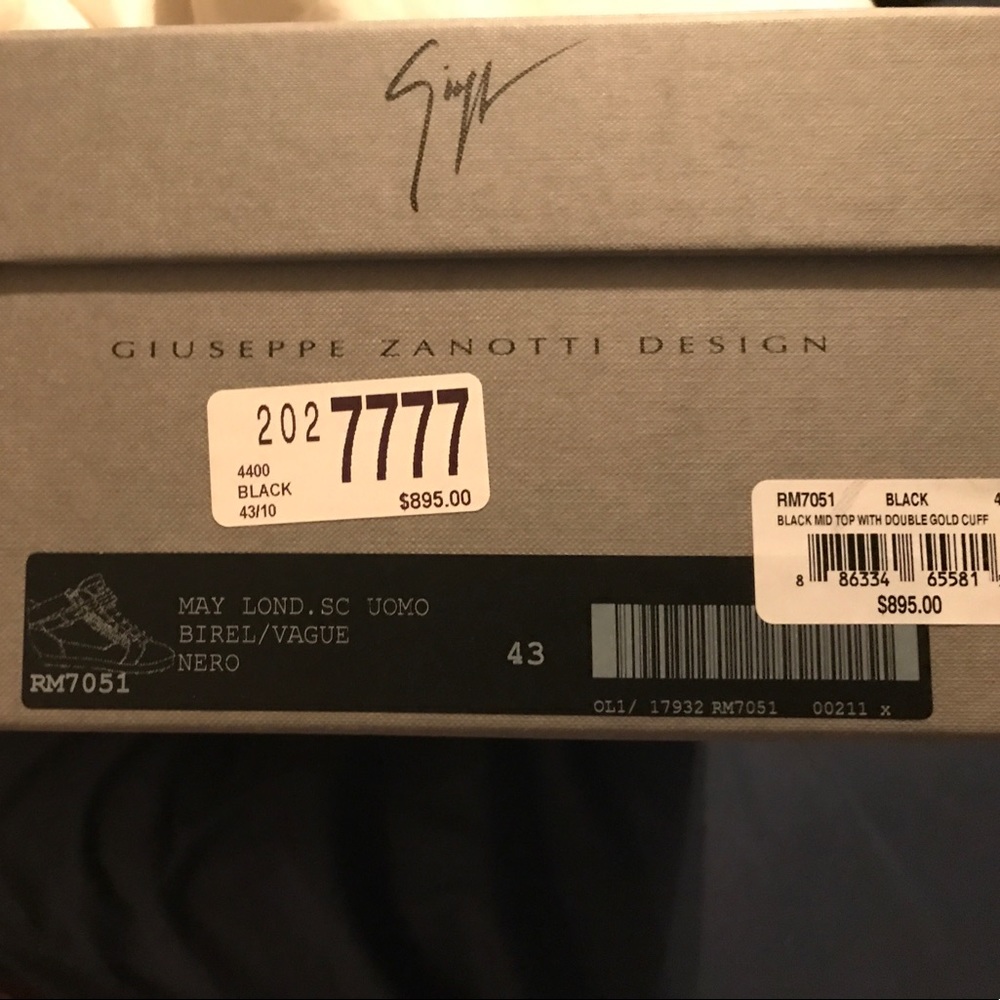 GIUSEPPE ZANOTTI DESIGN
202 7777
4400
BLACK
43/10
$895.00
RM7051 BLACK 4
BLACK MID TOP WITH DOUBLE GOLD CUFF
8 86334 65581
$895.00
MAY LOND.SC UOMO
BIREL/VAGUE
NERO
43
RM7051
OL1/ 17932 RM7051 00211 x